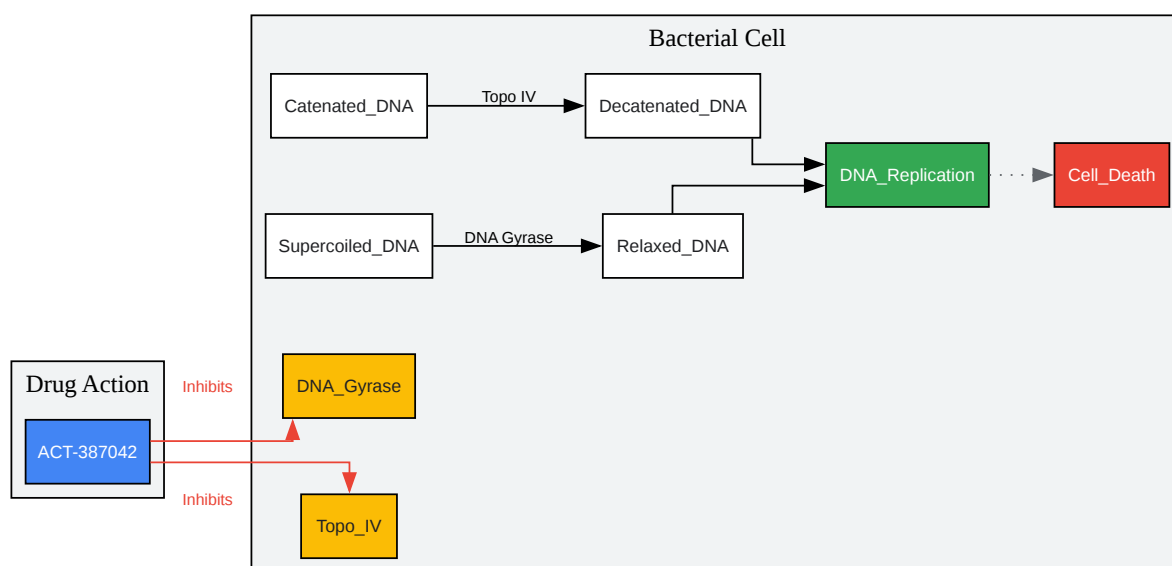 Bacterial Cell
Catenated_DNA
Topo IV
Decatenated_DNA
DNA_Replication
Cell_Death
Supercoiled_DNA
DNA Gyrase
Relaxed_DNA
Drug Action
ACT-387042
Inhibits
DNA_Gyrase
Inhibits
Topo_IV